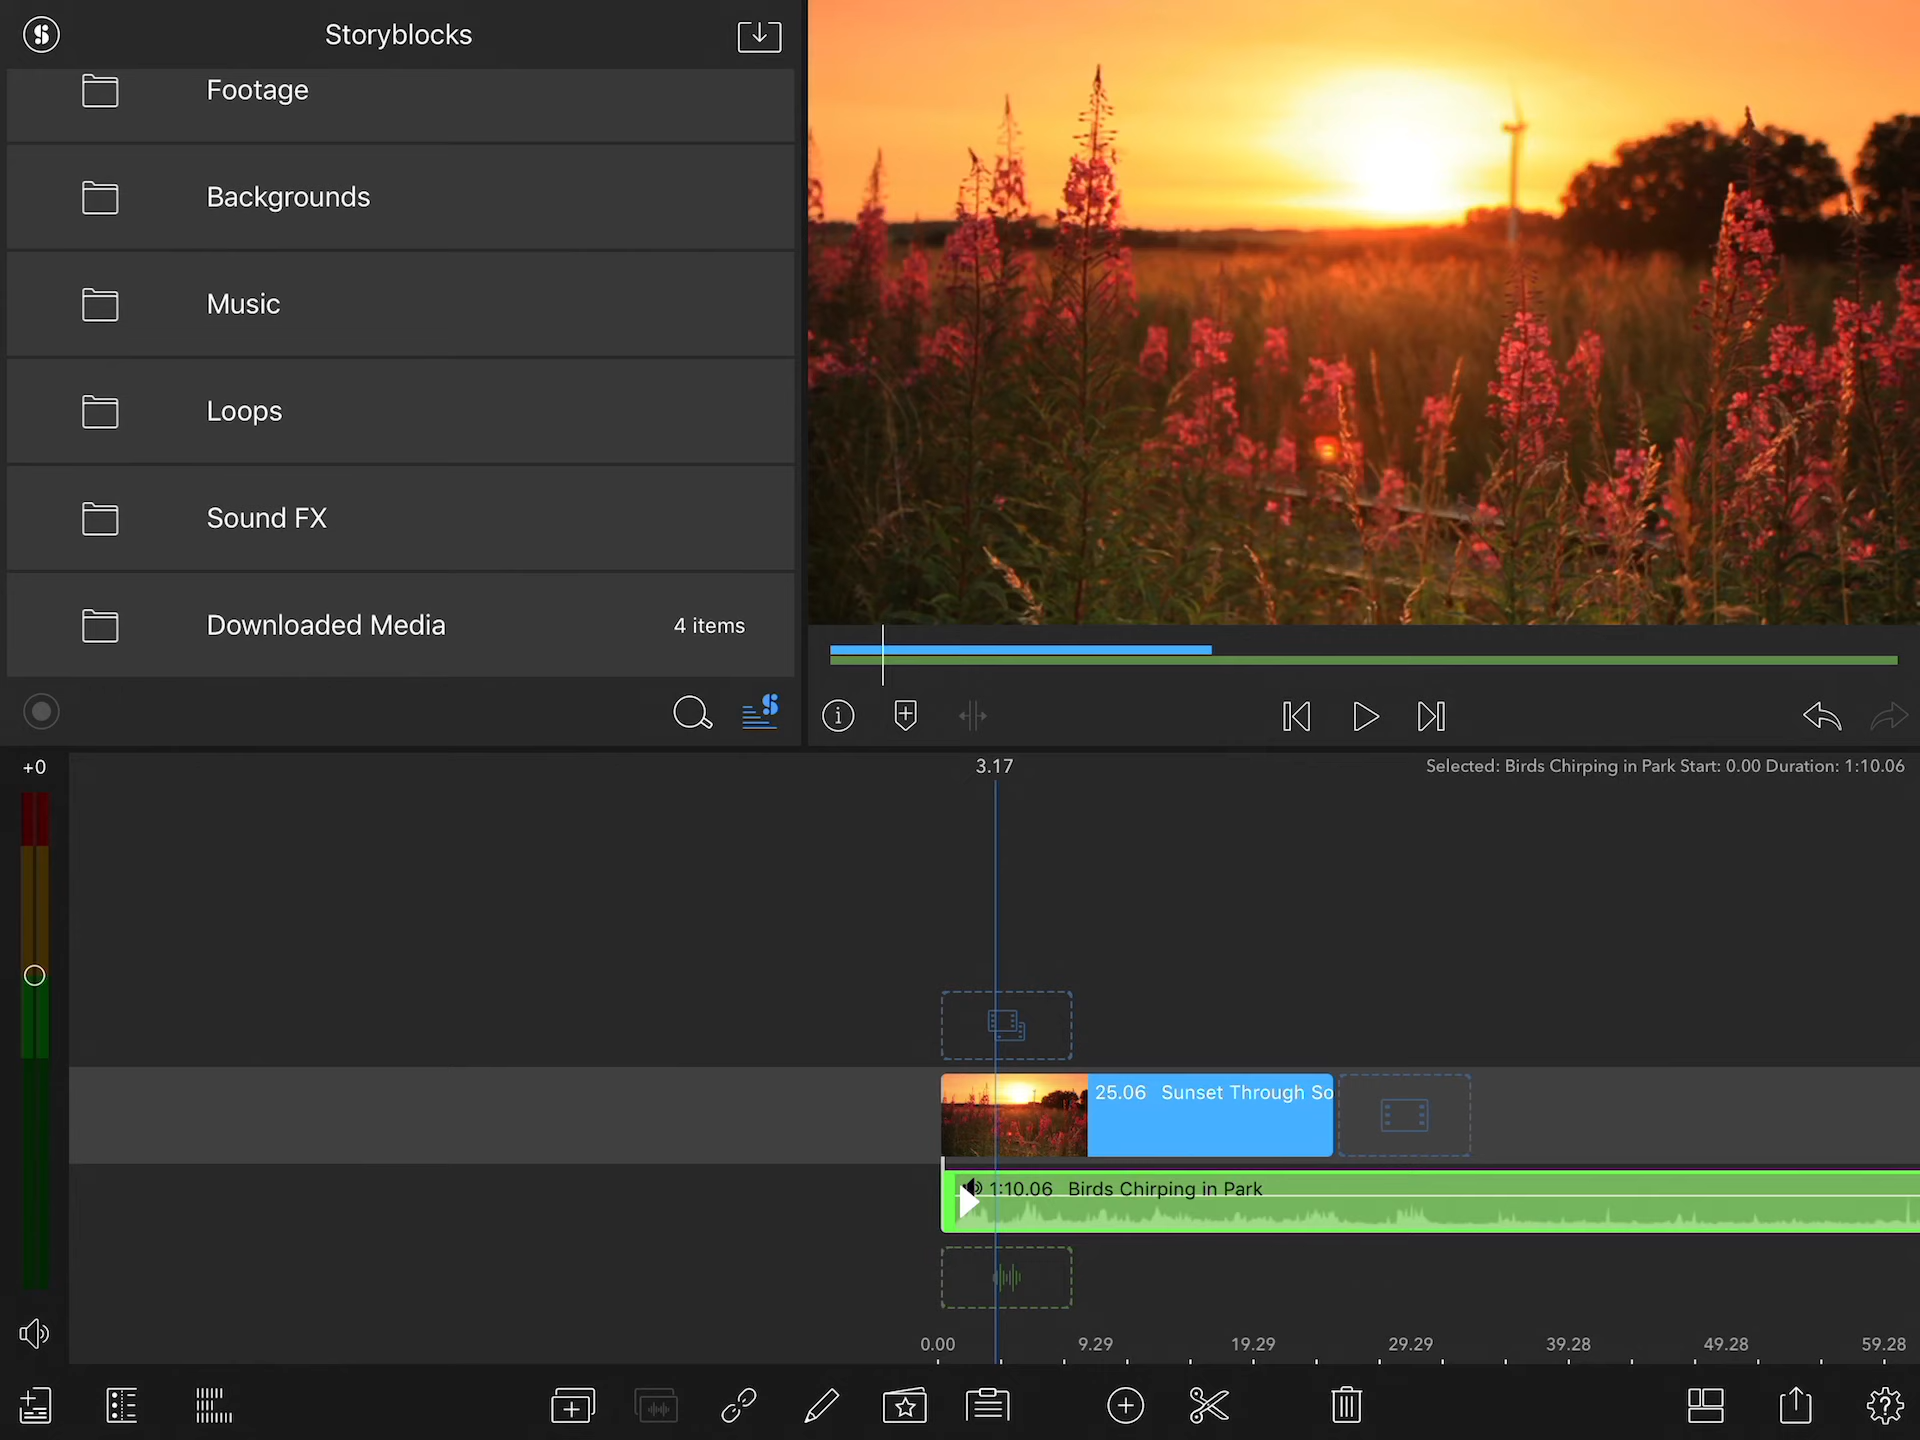 Storyblocks
Footage
Backgrounds
Music
Loops
Sound FX
Downloaded Media 4 items
+0
3.17
Selected: Birds Chirping in Park Start: 0.00 Duration: 1:10.06
25.06 Sunset Through So
1:10.06 Birds Chirping in Park
0.00 9.29 19.29 29.29 39.28 49.28 59.28